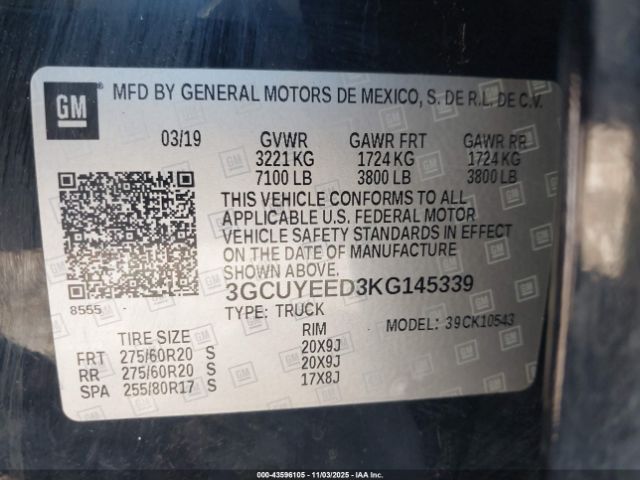 GM MFD BY GENERAL MOTORS DE MEXICO, S. DE R.L. DE C.V.
03/19 GVWR GAWR FRT GAWR RR
3221 KG 1724 KG 1724 KG
7100 LB 3800 LB 3800 LB
THIS VEHICLE CONFORMS TO ALL
APPLICABLE U.S. FEDERAL MOTOR
VEHICLE SAFETY STANDARDS IN EFFECT
ON THE DATE OF MANUFACTURE
SHOWN ABOVE.
8555
3GCUYEED3KG145339
TYPE: TRUCK MODEL: 39CK10543
TIRE SIZE RIM
FRT 275/60R20 S 20X9J
RR 275/60R20 S 20X9J
SPA 255/80R17 S 17X8J
00-43596105 - 11/03/2025 - IAAI.COM